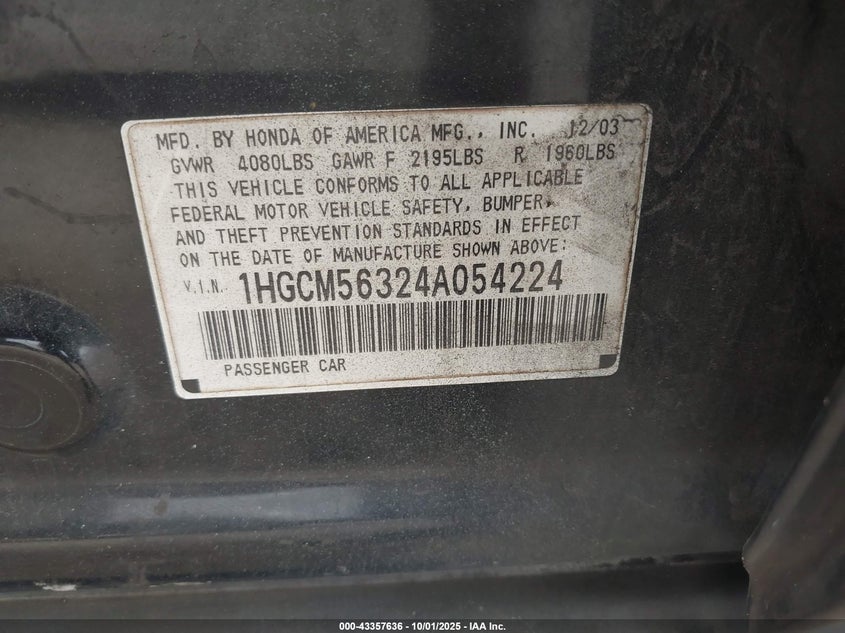 MFD. BY HONDA OF AMERICA MFG., INC. 12/03
GVWR 4080LBS GAWR F 2195LBS R 1960LBS
THIS VEHICLE CONFORMS TO ALL APPLICABLE
FEDERAL MOTOR VEHICLE SAFETY, BUMPER,
AND THEFT PREVENTION STANDARDS IN EFFECT
ON THE DATE OF MANUFACTURE SHOWN ABOVE:
V.I.N. 1HGCM56324A054224
PASSENGER CAR
000-43357636 - 10/01/2025 - IAA Inc.